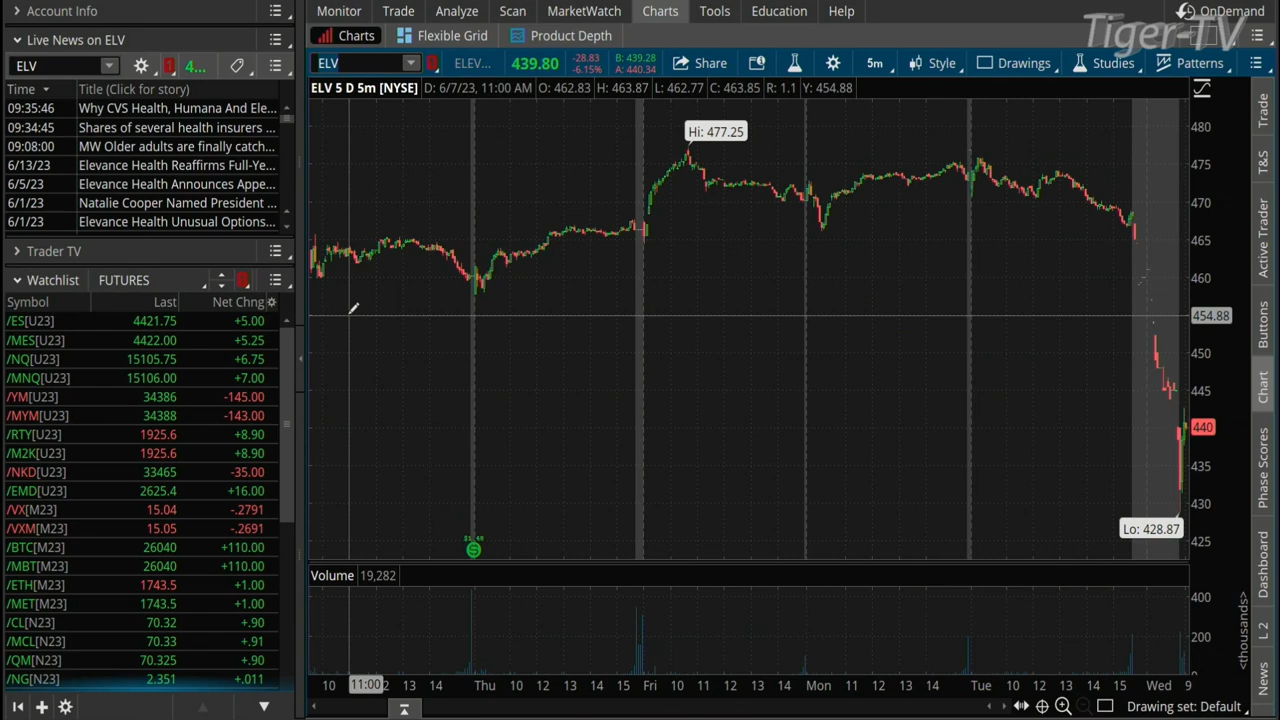 Account Info
Monitor Trade Analyze Scan MarketWatch Charts Tools Education Help OnDemand
Tiger-TV
Live News on ELV
Charts Flexible Grid Product Depth
ELV 4...
ELV ELEV... 439.80 -28.83 -6.15% B: 439.28 A: 440.34 Share 5m Style Drawings Studies Patterns
Time Title (Click for story)
ELV 5 D 5m [NYSE] D: 6/7/23, 11:00 AM O: 462.83 H: 463.87 L: 462.77 C: 463.85 R: 1.1 Y: 454.88
09:35:46 Why CVS Health, Humana And Ele...
09:34:45 Shares of several health insurers ...
09:08:00 MW Older adults are finally catch...
6/13/23 Elevance Health Reaffirms Full-Ye...
6/5/23 Elevance Health Announces Appe...
6/1/23 Natalie Cooper Named President ...
6/1/23 Elevance Health Unusual Options...
Trader TV
Watchlist FUTURES
Symbol Last Net Chng
/ES[U23] 4421.75 +5.00
/MES[U23] 4422.00 +5.25
/NQ[U23] 15105.75 +6.75
/MNQ[U23] 15106.00 +7.00
/YM[U23] 34386 -145.00
/MYM[U23] 34388 -143.00
/RTY[U23] 1925.6 +8.90
/M2K[U23] 1925.6 +8.90
/NKD[U23] 33465 -35.00
/EMD[U23] 2625.4 +16.00
/VX[M23] 15.04 -.2791
/VXM[M23] 15.05 -.2691
/BTC[M23] 26040 +110.00
/MBT[M23] 26040 +110.00
/ETH[M23] 1743.5 +1.00
/MET[M23] 1743.5 +1.00
/CL[N23] 70.32 +.90
/MCL[N23] 70.33 +.91
/QM[N23] 70.325 +.90
/NG[N23] 2.351 +.011
Hi: 477.25
Lo: 428.87
480
475
470
465
460
454.88
450
445
440
435
430
425
Volume 19,282
400
200
<thousands>
10 11:00 2 13 14 Thu 10 12 13 14 15 Fri 10 11 12 13 14 Mon 11 12 13 14 Tue 10 12 13 14 15 Wed 9
Drawing set: Default
Trade
T&S
Active Trader
Buttons
Chart
Phase Scores
Dashboard
L 2
News